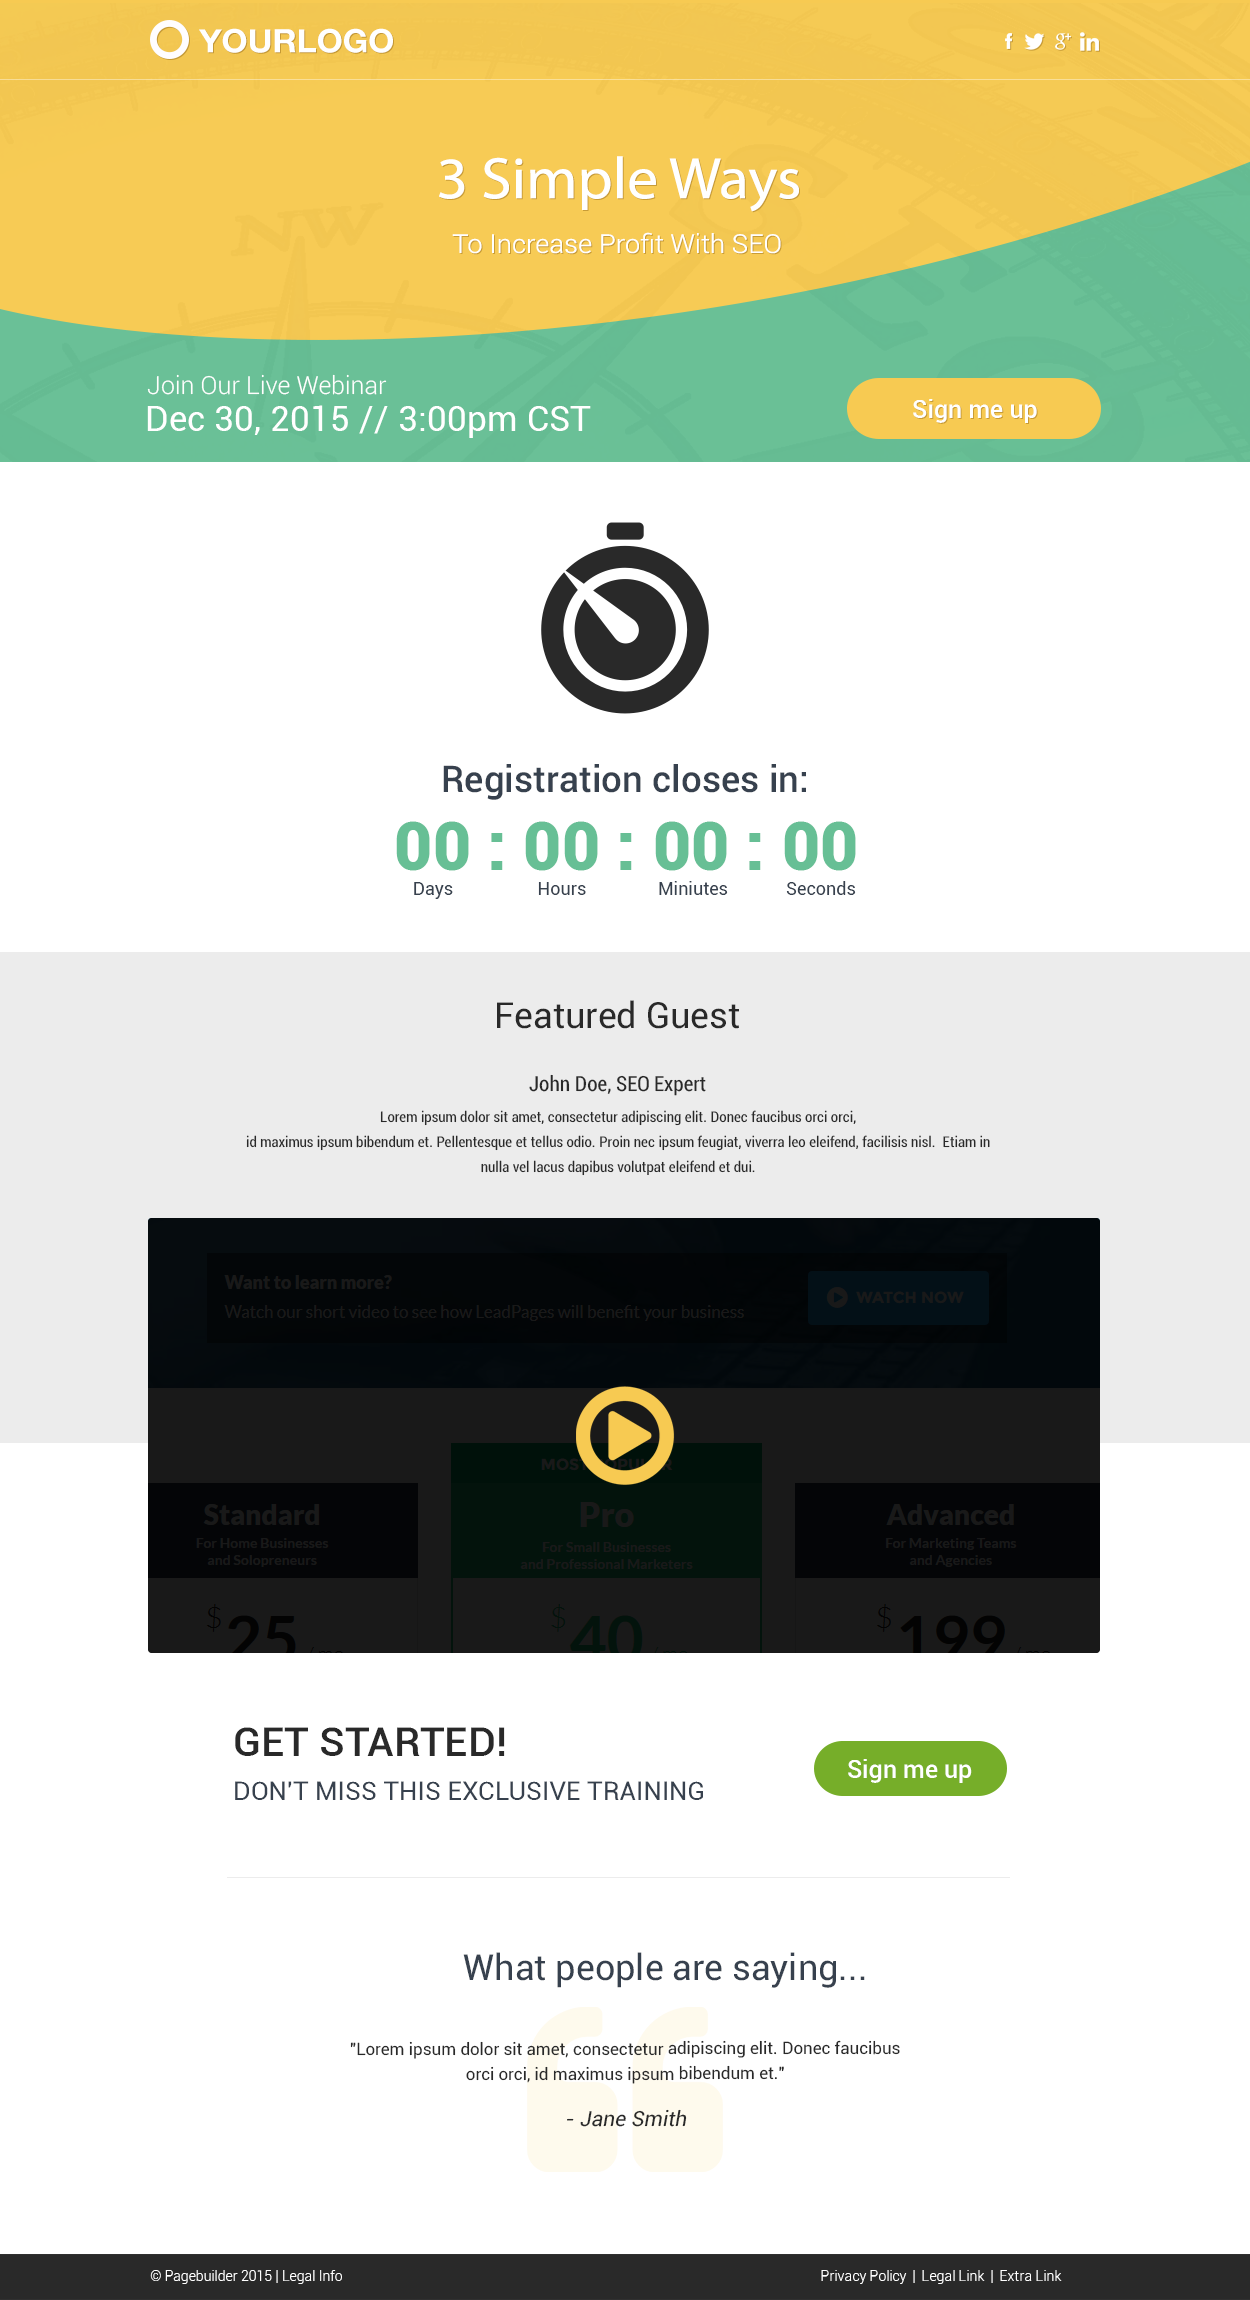 YOURLOGO
f g+ in
3 Simple Ways
To Increase Profit With SEO
NW
Join Our Live Webinar
Dec 30, 2015 // 3:00pm CST
Sign me up
Registration closes in:
00 : 00 : 00 : 00
Days Hours Miniutes Seconds
Featured Guest
John Doe, SEO Expert
Lorem ipsum dolor sit amet, consectetur adipiscing elit. Donec faucibus orci orci,
id maximus ipsum bibendum et. Pellentesque et tellus odio. Proin nec ipsum feugiat, viverra leo eleifend, facilisis nisl. Etiam in
nulla vel lacus dapibus volutpat eleifend et dui.
Want to learn more?
Watch our short video to see how LeadPages will benefit your business
WATCH NOW
Standard
For Home Businesses
and Solopreneurs
$25
Pro
For Small Businesses
and Professional Marketers
$40
Advanced
For Marketing Teams
and Agencies
$199
GET STARTED!
DON'T MISS THIS EXCLUSIVE TRAINING
Sign me up
What people are saying...
"Lorem ipsum dolor sit amet, consectetur adipiscing elit. Donec faucibus
orci orci, id maximus ipsum bibendum et."
- Jane Smith
© Pagebuilder 2015 | Legal Info
Privacy Policy | Legal Link | Extra Link